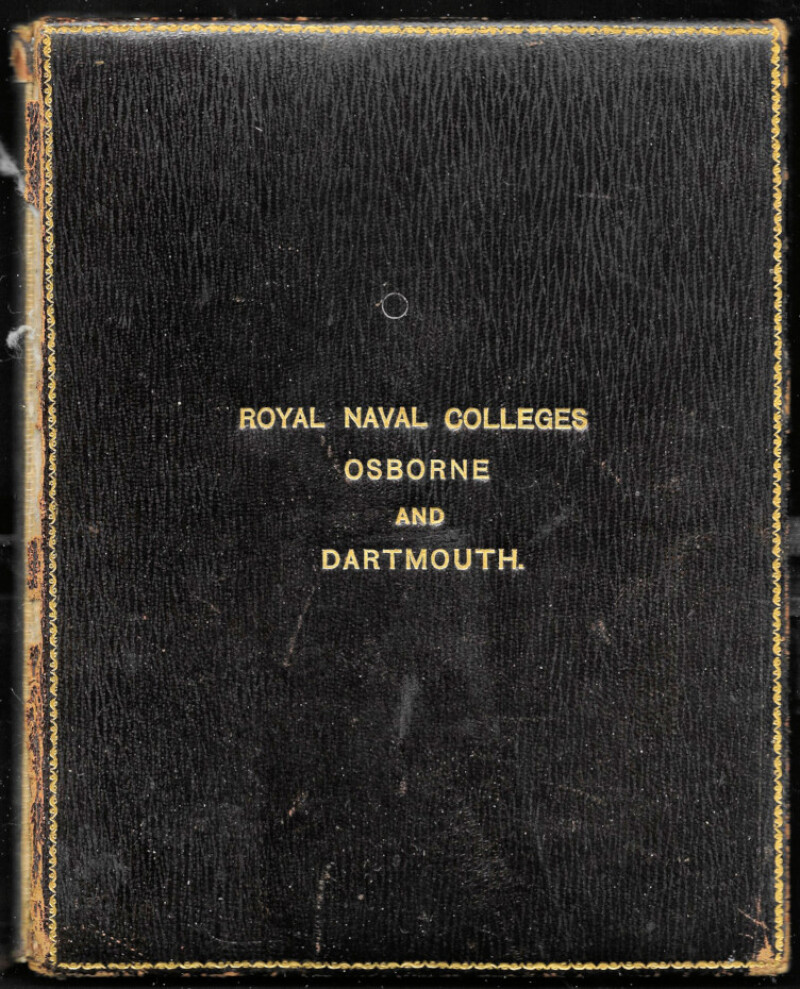 ROYAL NAVAL COLLEGES
OSBORNE
AND
DARTMOUTH.